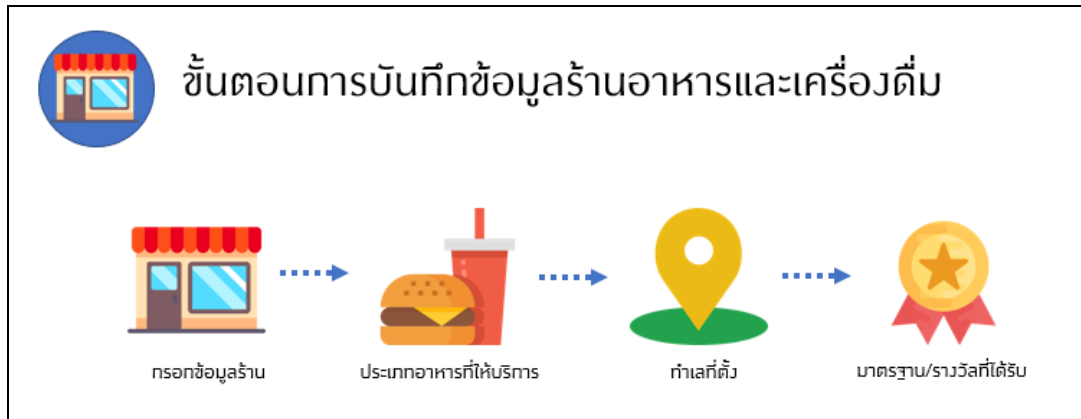 ขั้นตอนการบันทึกข้อมูลร้านอาหารและเครื่องดื่ม
กรอกข้อมูลร้าน
ประเภทอาหารที่ให้บริการ
ทำเลที่ตั้ง
มาตรฐาน/รางวัลที่ได้รับ